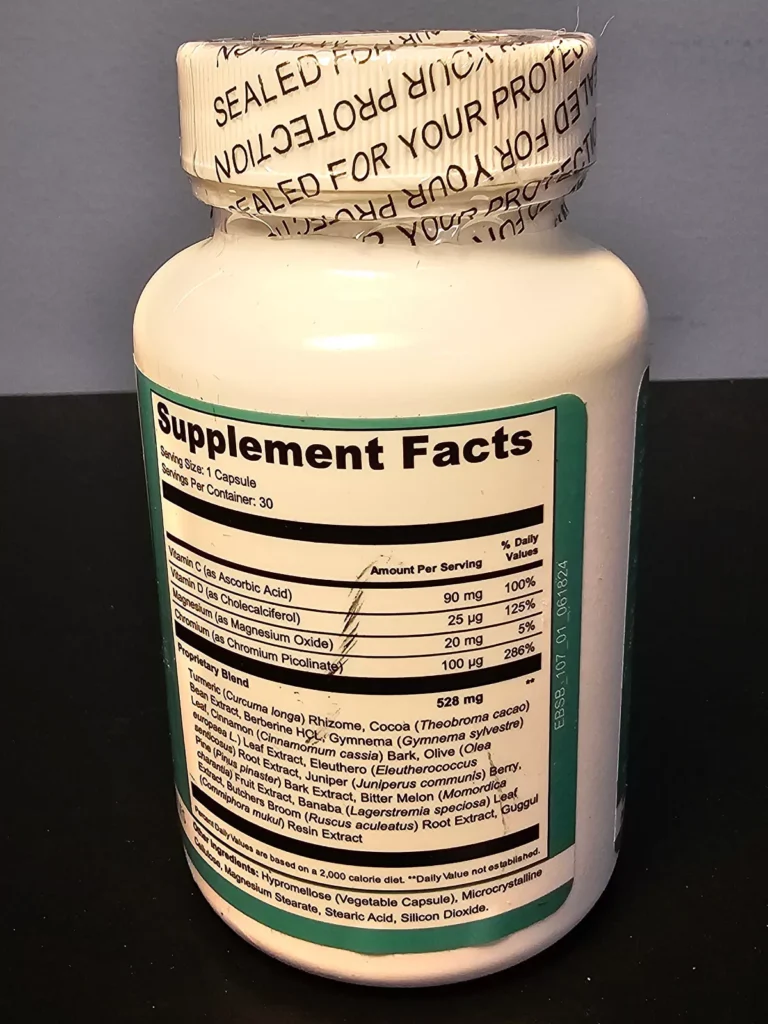 SEALED FOR YOUR
PROTECTION
SEALED FOR YOUR PROTEC
SEALED FOR YOUR PROTECTION
Supplement Facts
Serving Size: 1 Capsule
Servings Per Container: 30
Amount Per Serving % Daily Values
Vitamin C (as Ascorbic Acid) 90 mg 100%
Vitamin D (as Cholecalciferol) 25 µg 125%
Magnesium (as Magnesium Oxide) 20 mg 5%
Chromium (as Chromium Picolinate) 100 µg 286%
Proprietary Blend 528 mg **
Turmeric (Curcuma longa) Rhizome, Cocoa (Theobroma cacao)
Bean Extract, Berberine HCL, Gymnema (Gymnema sylvestre)
Leaf, Cinnamon (Cinnamomum cassia) Bark, Olive (Olea
europaea L.) Leaf Extract, Eleuthero (Eleutherococcus
senticosus) Root Extract, Juniper (Juniperus communis) Berry,
Pine (Pinus pinaster) Bark Extract, Bitter Melon (Momordica
charantia) Fruit Extract, Banaba (Lagerstremia speciosa) Leaf
Extract, Butchers Broom (Ruscus aculeatus) Root Extract, Guggul
(Commiphora mukul) Resin Extract
Percent Daily Values are based on a 2,000 calorie diet. **Daily Value not established.
Other Ingredients: Hypromellose (Vegetable Capsule), Microcrystalline
Cellulose, Magnesium Stearate, Stearic Acid, Silicon Dioxide.
EBSB_107_01_061824